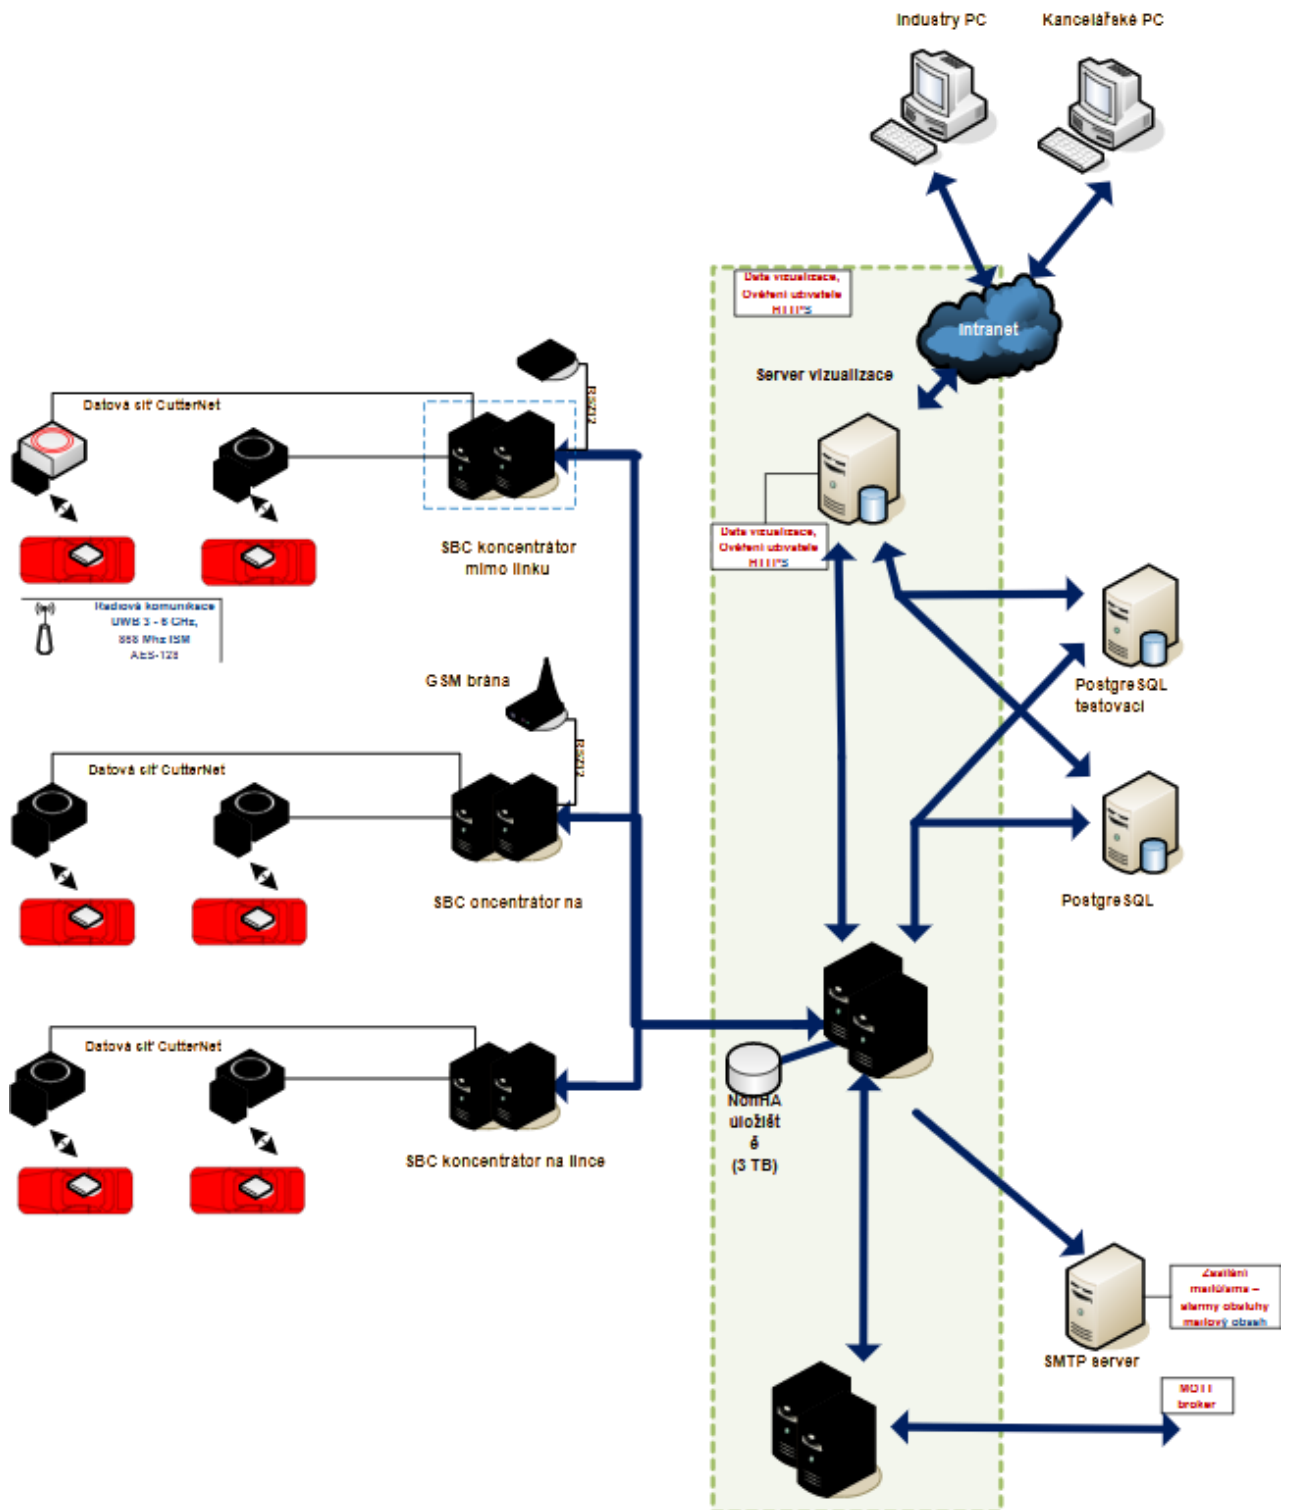 Industry PC
Kancelářské PC
Data vizualizace,
Ověření uživatele
HTTPS
Intranet
Server vizualizace
Datová síť CutterNet
SBC koncentrátor
mimo linku
Data vizualizace,
Ověření uživatele
HTTPS
Radiová komunikace
UWB 3 - 6 GHz,
868 Mhz ISM
AES-128
GSM brána
PostgreSQL
testovací
Datová síť CutterNet
SBC oncentrátor na
PostgreSQL
Datová síť CutterNet
SBC koncentrátor na lince
NonHA
úložišt
ě
(3 TB)
Zasílání
alarmy obsluhy
mailový obsah
SMTP server
MQTT
broker